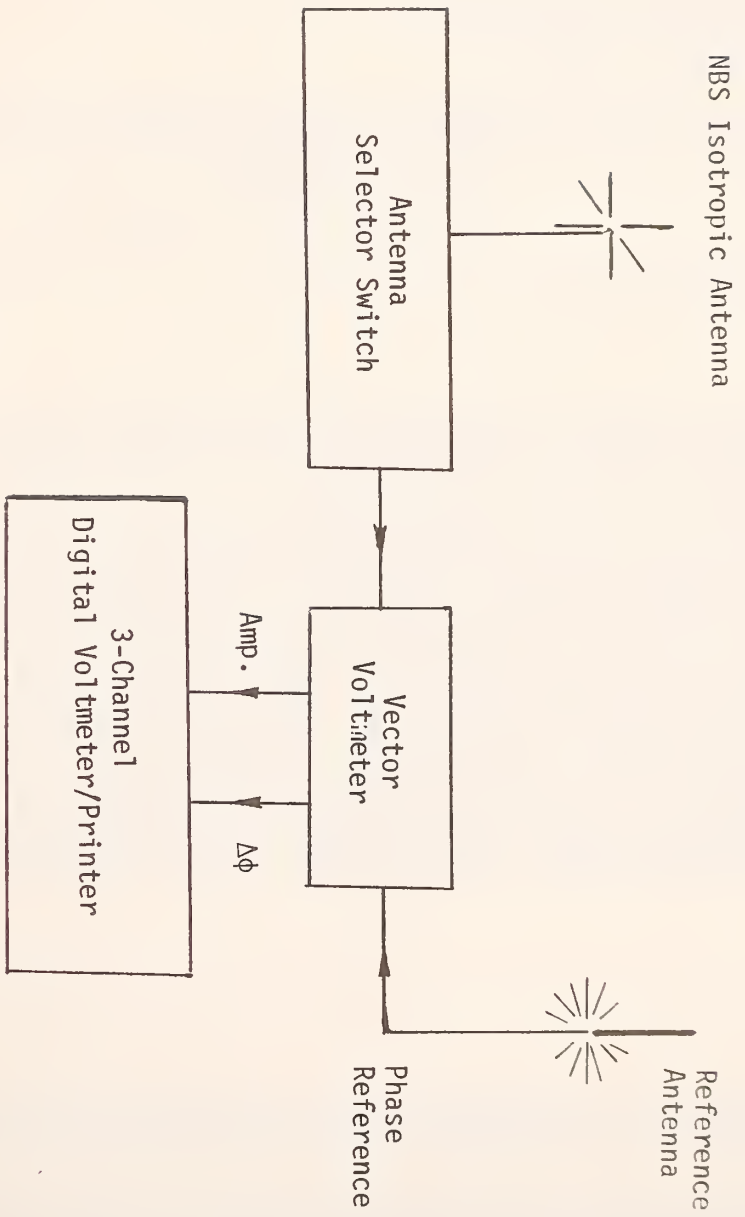 NBS Isotropic Antenna
Reference
Antenna
Antenna
Selector Switch
Vector
Voltmeter
Phase
Reference
Amp.
Δϕ
3-Channel
Digital Voltmeter/Printer